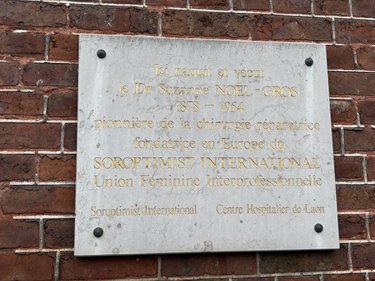 Ici naquit et vécut
le Dr Suzanne NOEL-GROS
1878 - 1954
pionnière de la chirurgie réparatrice
fondatrice en Europe du
SOROPTIMIST INTERNATIONAL
Union Féminine Interprofessionnelle
Soroptimist International Centre Hospitalier de Laon